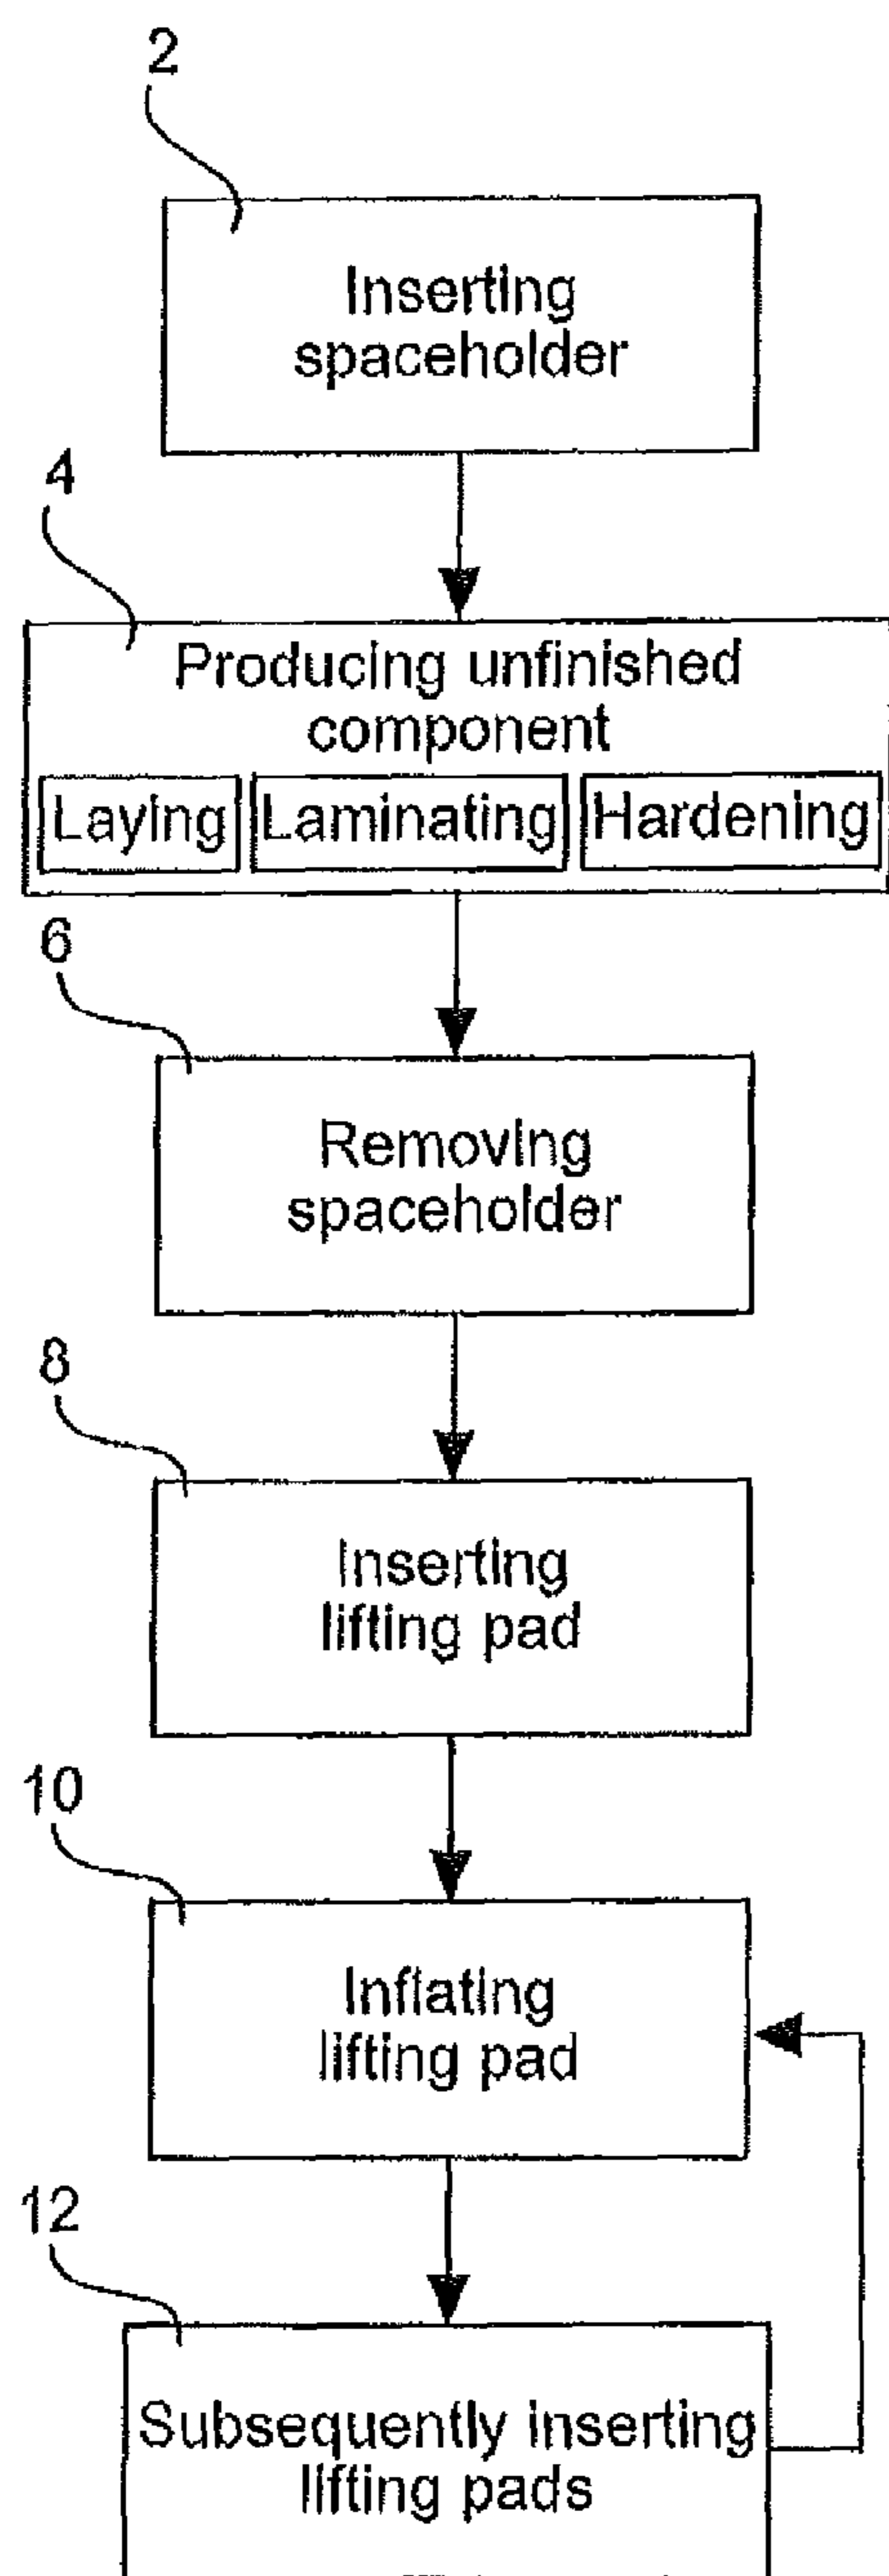 2
Inserting
spaceholder
4
Producing unfinished
component
Laying Laminating Hardening
6
Removing
spaceholder
8
Inserting
lifting pad
10
Inflating
lifting pad
12
Subsequently inserting
lifting pads